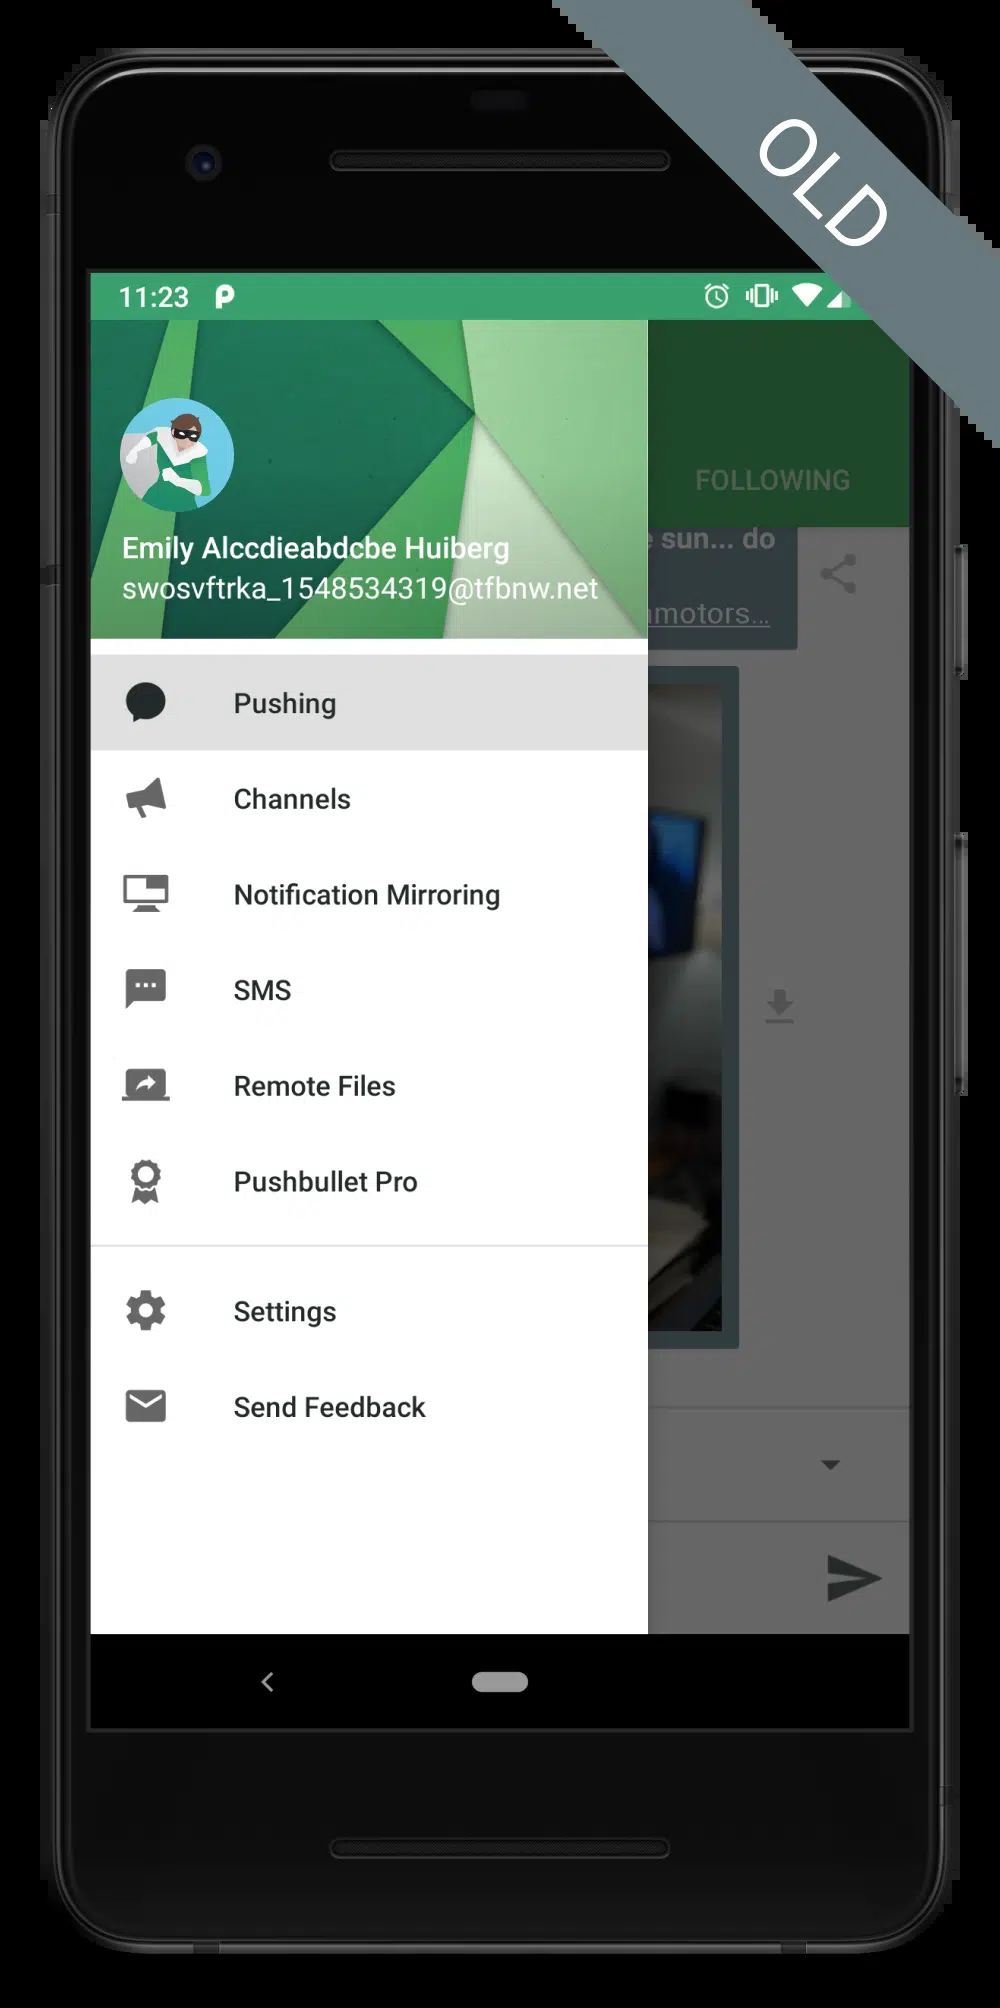 OLD
11:23
FOLLOWING
Emily Alccdieabdcbe Huiberg
swosvftrka_1548534319@tfbnw.net
sun... do
motors...
Pushing
Channels
Notification Mirroring
SMS
Remote Files
Pushbullet Pro
Settings
Send Feedback